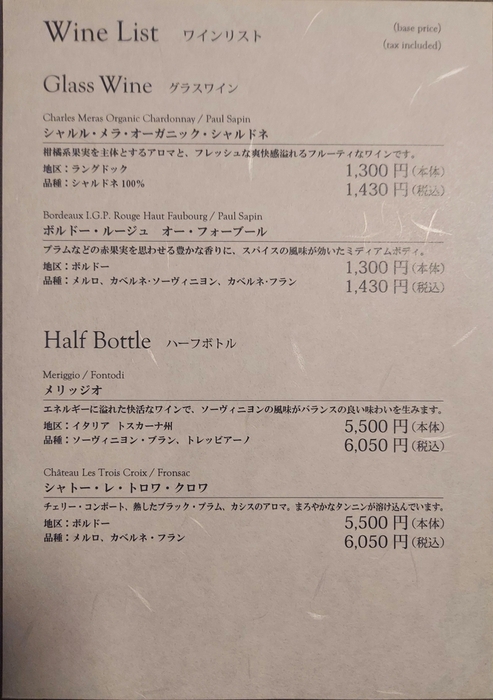 Wine List ワインリスト (base price)
(tax included)
Glass Wine グラスワイン
Charles Meras Organic Chardonnay / Paul Sapin
シャルル・メラ・オーガニック・シャルドネ
柑橘系果実を主体とするアロマと、フレッシュな爽快感溢れるフルーティなワインです。
地区：ラングドック 1,300 円(本体)
品種：シャルドネ 100% 1,430 円(税込)
Bordeaux I.G.P. Rouge Haut Faubourg / Paul Sapin
ボルドー・ルージュ オー・フォーブール
プラムなどの赤果実を思わせる豊かな香りに、スパイスの風味が効いたミディアムボディ。
地区：ボルドー 1,300 円(本体)
品種：メルロ、カベルネ･ソーヴィニヨン、カベルネ･フラン 1,430 円(税込)
Half Bottle ハーフボトル
Meriggio / Fontodi
メリッジオ
エネルギーに溢れた快活なワインで、ソーヴィニヨンの風味がバランスの良い味わいを生みます。
地区：イタリア トスカーナ州 5,500 円(本体)
品種：ソーヴィニヨン・ブラン、トレッビアーノ 6,050 円(税込)
Château Les Trois Croix / Fronsac
シャトー・レ・トロワ・クロワ
チェリー・コンポート、熟したブラック・プラム、カシスのアロマ。まろやかなタンニンが溶け込んでいます。
地区：ボルドー 5,500 円(本体)
品種：メルロ、カベルネ・フラン 6,050 円(税込)